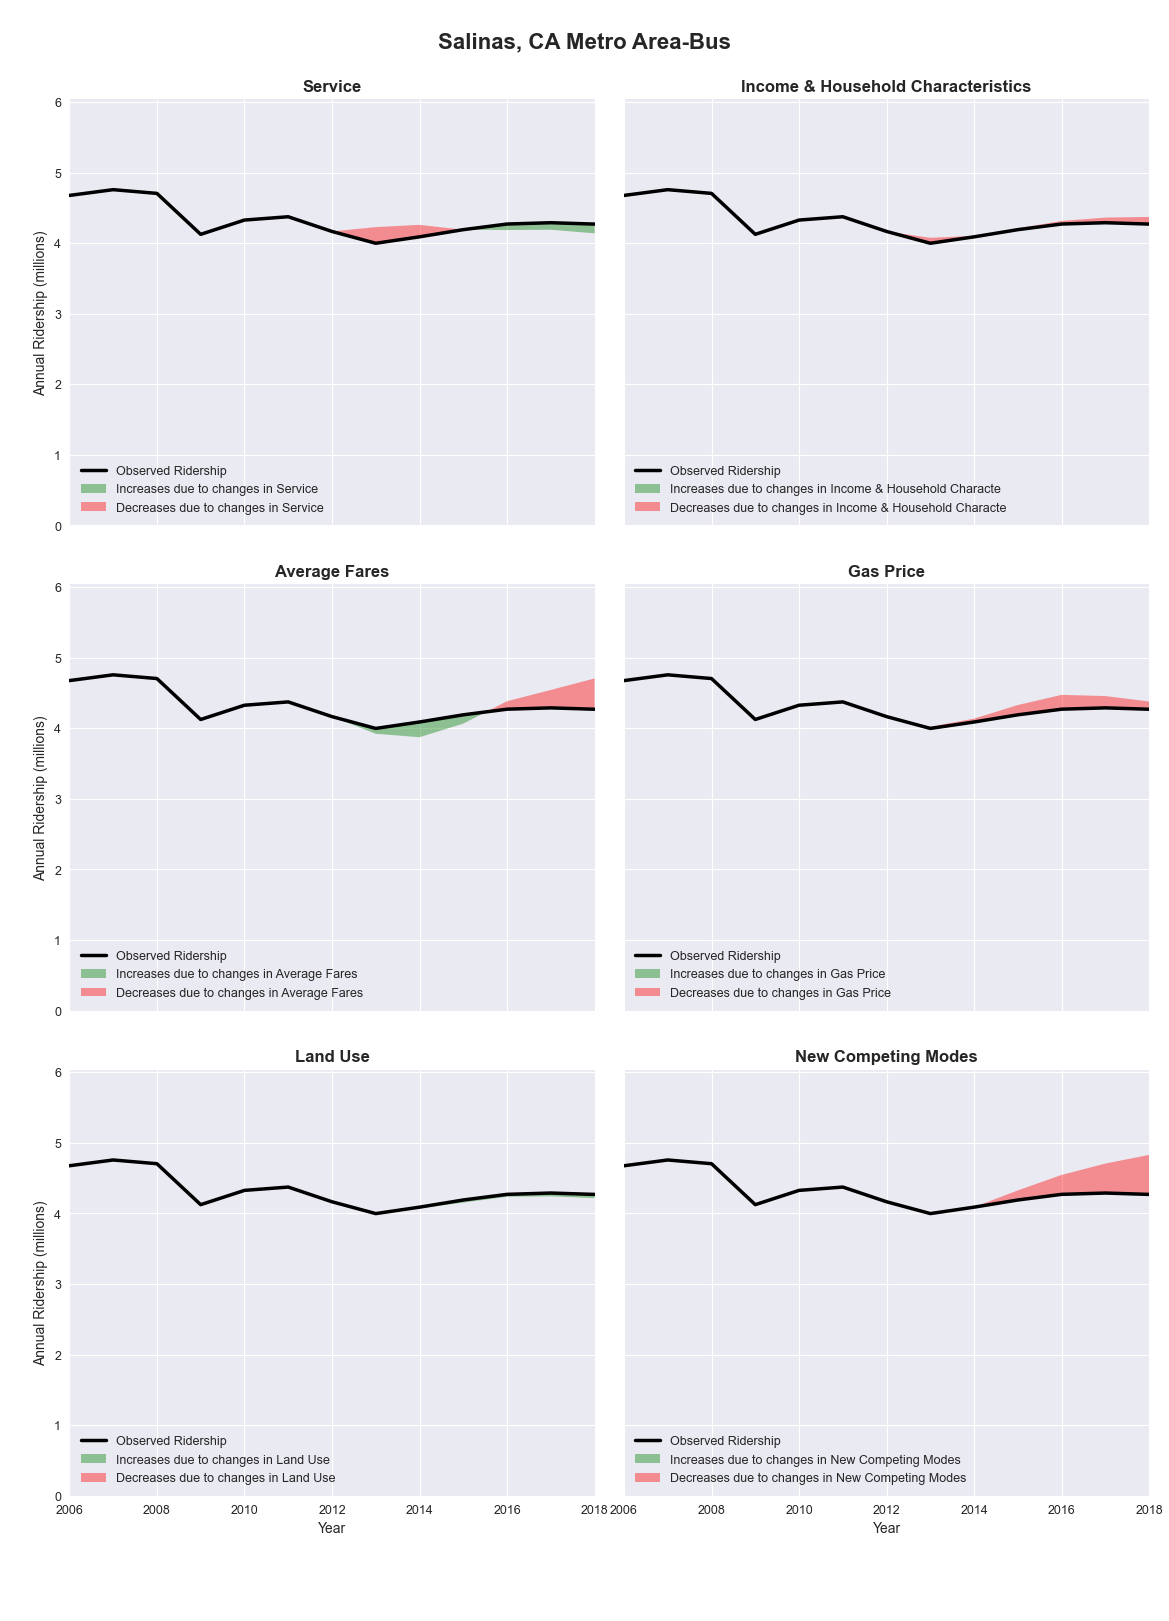 Salinas, CA Metro Area-Bus
Service
Income & Household Characteristics
6
5
4
3
2
1
0
Annual Ridership (millions)
Observed Ridership
Increases due to changes in Service
Decreases due to changes in Service
Observed Ridership
Increases due to changes in Income & Household Characte
Decreases due to changes in Income & Household Characte
Average Fares
Gas Price
6
5
4
3
2
1
0
Annual Ridership (millions)
Observed Ridership
Increases due to changes in Average Fares
Decreases due to changes in Average Fares
Observed Ridership
Increases due to changes in Gas Price
Decreases due to changes in Gas Price
Land Use
New Competing Modes
6
5
4
3
2
1
0
Annual Ridership (millions)
Observed Ridership
Increases due to changes in Land Use
Decreases due to changes in Land Use
Observed Ridership
Increases due to changes in New Competing Modes
Decreases due to changes in New Competing Modes
2006 2008 2010 2012 2014 2016 2018
2006 2008 2010 2012 2014 2016 2018
Year
Year